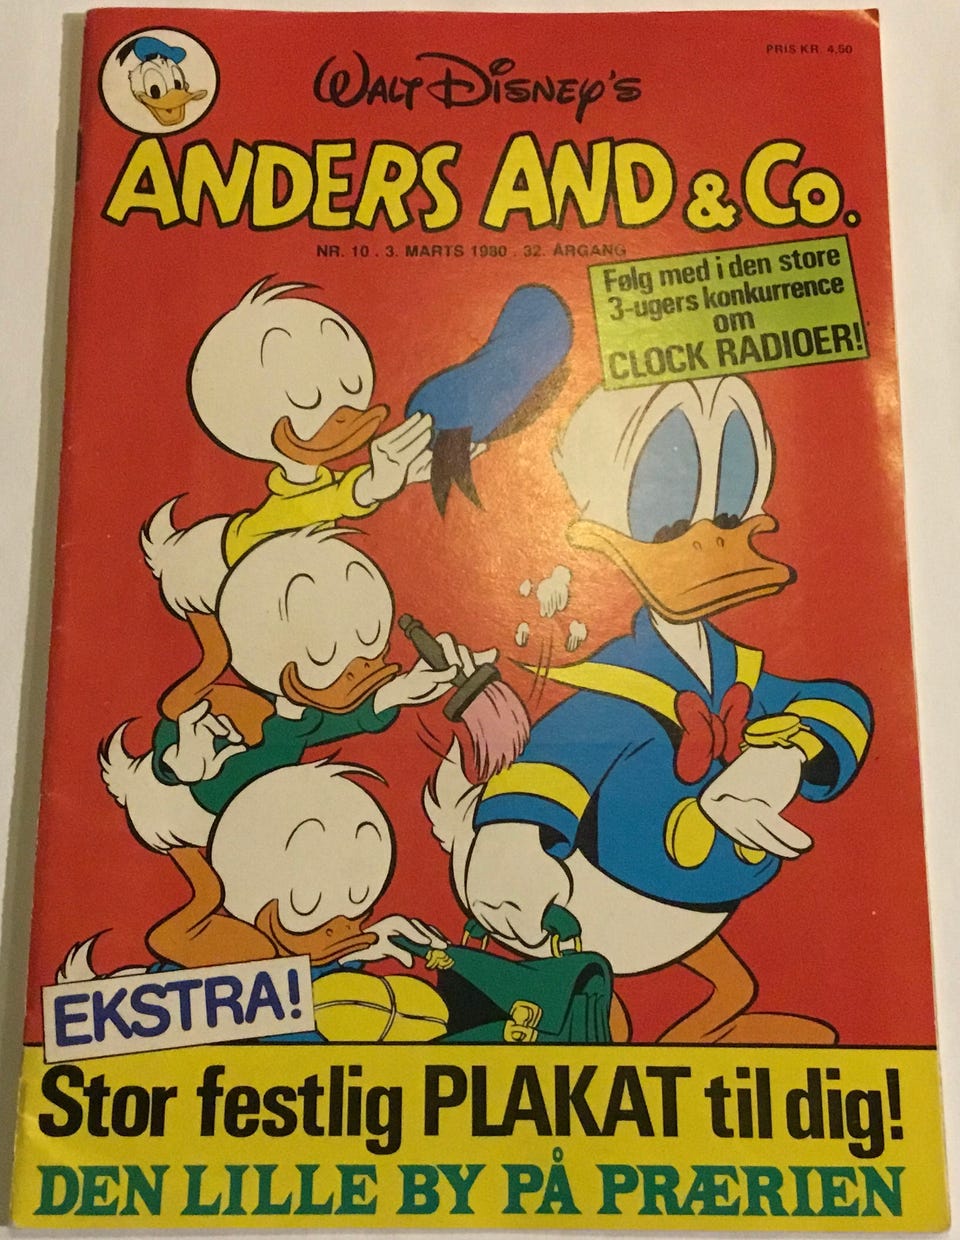 PRIS KR. 4,50
WALT DISNEY'S
ANDERS AND & CO.
NR. 10 . 3. MARTS 1980 . 32. ÅRGANG
Følg med i den store
3-ugers konkurrence
om
CLOCK RADIOER!
EKSTRA!
Stor festlig PLAKAT til dig!
DEN LILLE BY PÅ PRÆRIEN